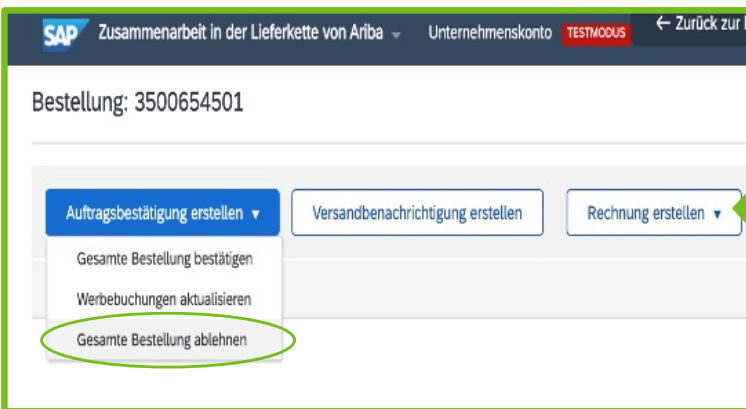 SAP Zusammenarbeit in der Lieferkette von Ariba Unternehmenskonto TESTMODUS ← Zurück zur
Bestellung: 3500654501
Auftragsbestätigung erstellen ▼ Versandbenachrichtigung erstellen Rechnung erstellen ▼
Gesamte Bestellung bestätigen
Werbebuchungen aktualisieren
Gesamte Bestellung ablehnen